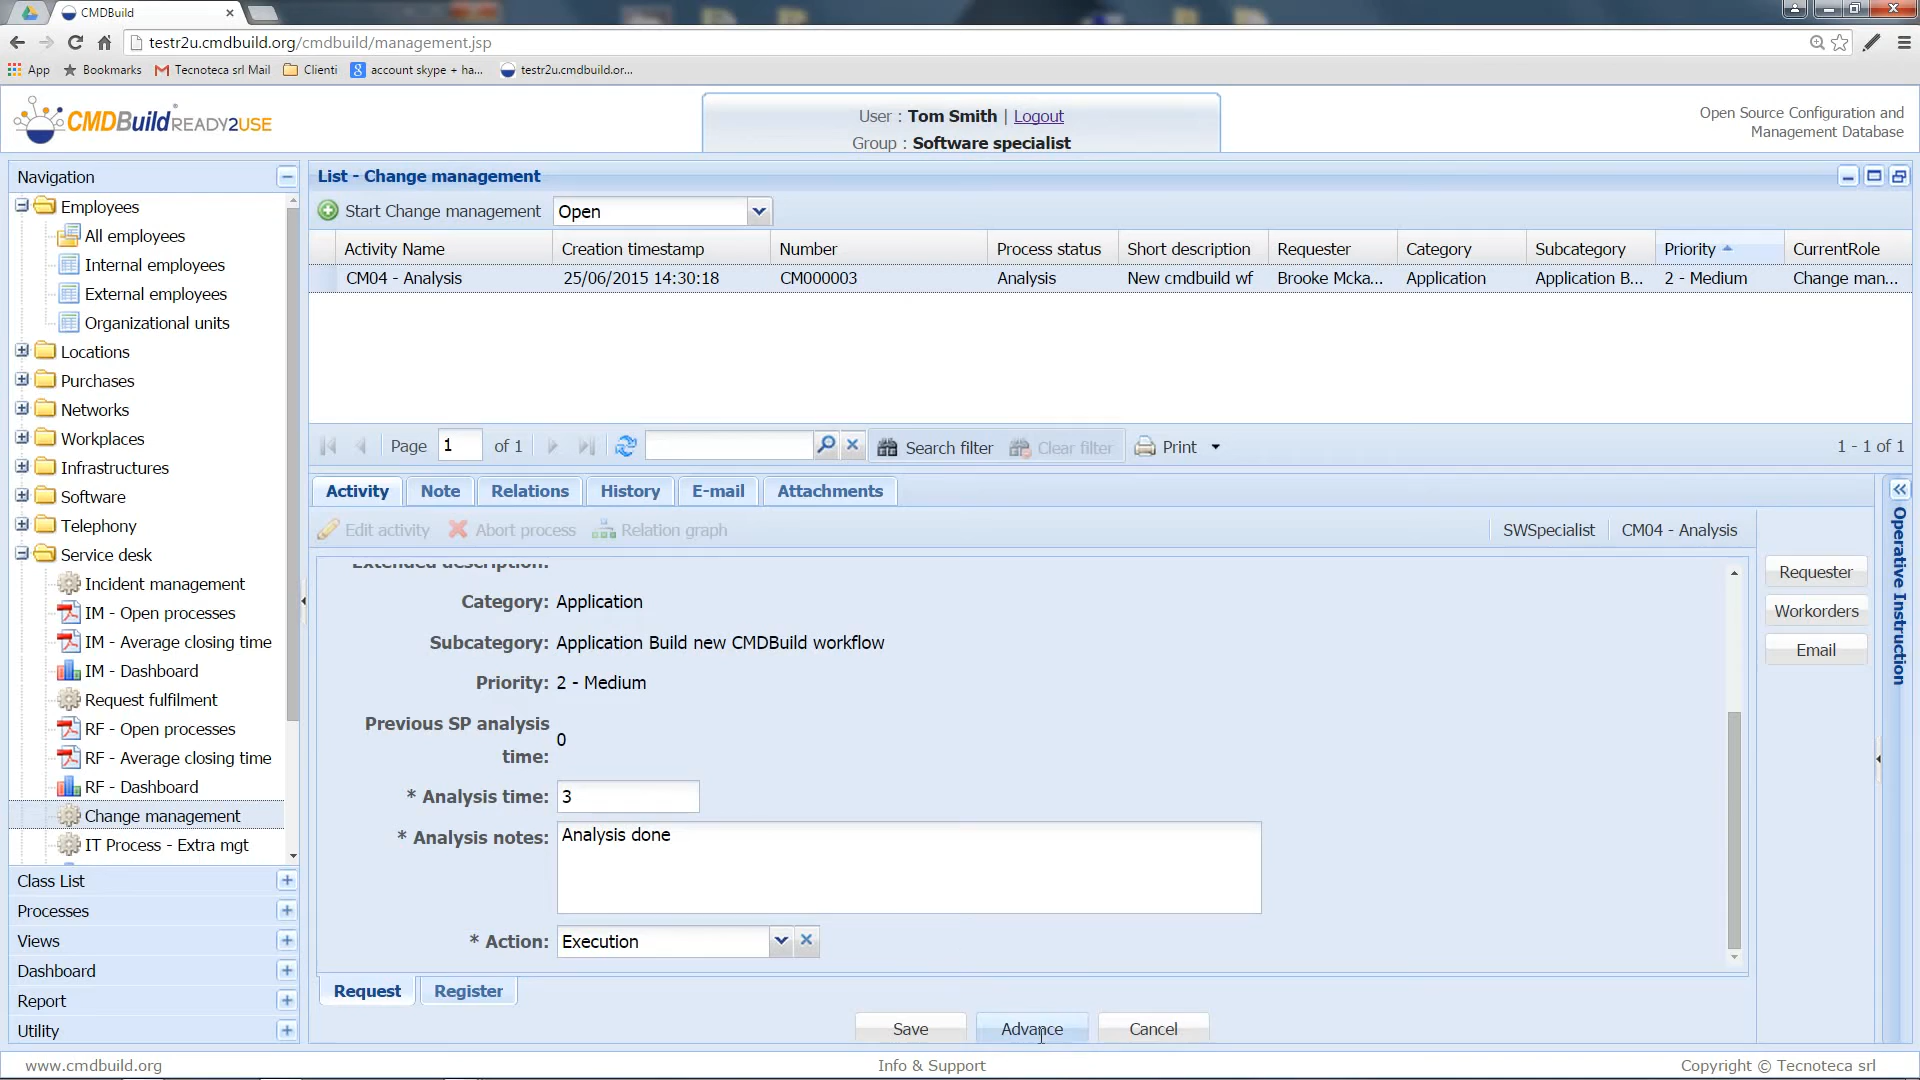 CMDBuild
testr2u.cmdbuild.org/cmdbuild/management.jsp
App Bookmarks Tecnoteca srl Mail Clienti account skype + ha... testr2u.cmdbuild.or...
CMDBuild READY2USE
User : Tom Smith | Logout
Group : Software specialist
Open Source Configuration and
Management Database
Navigation
Employees
All employees
Internal employees
External employees
Organizational units
Locations
Purchases
Networks
Workplaces
Infrastructures
Software
Telephony
Service desk
Incident management
IM - Open processes
IM - Average closing time
IM - Dashboard
Request fulfilment
RF - Open processes
RF - Average closing time
RF - Dashboard
Change management
IT Process - Extra mgt
Class List
Processes
Views
Dashboard
Report
Utility
List - Change management
Start Change management Open
Activity Name Creation timestamp Number Process status Short description Requester Category Subcategory Priority CurrentRole
CM04 - Analysis 25/06/2015 14:30:18 CM000003 Analysis New cmdbuild wf Brooke Mcka... Application Application B... 2 - Medium Change man...
Page 1 of 1 Search filter Clear filter Print 1 - 1 of 1
Activity Note Relations History E-mail Attachments
Edit activity Abort process Relation graph SWSpecialist CM04 - Analysis
Extended description:
Category: Application
Subcategory: Application Build new CMDBuild workflow
Priority: 2 - Medium
Previous SP analysis
time: 0
* Analysis time: 3
* Analysis notes: Analysis done
* Action: Execution
Request Register
Save Advance Cancel
Requester
Workorders
Email
Operative Instruction
www.cmdbuild.org Info & Support Copyright © Tecnoteca srl